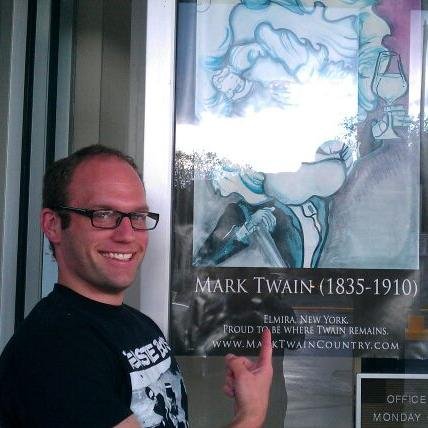 MARK TWAIN (1835-1910)
ELMIRA, NEW YORK.
PROUD TO BE WHERE TWAIN REMAINS.
WWW.MARKTWAINCOUNTRY.COM
OFFICE
MONDAY